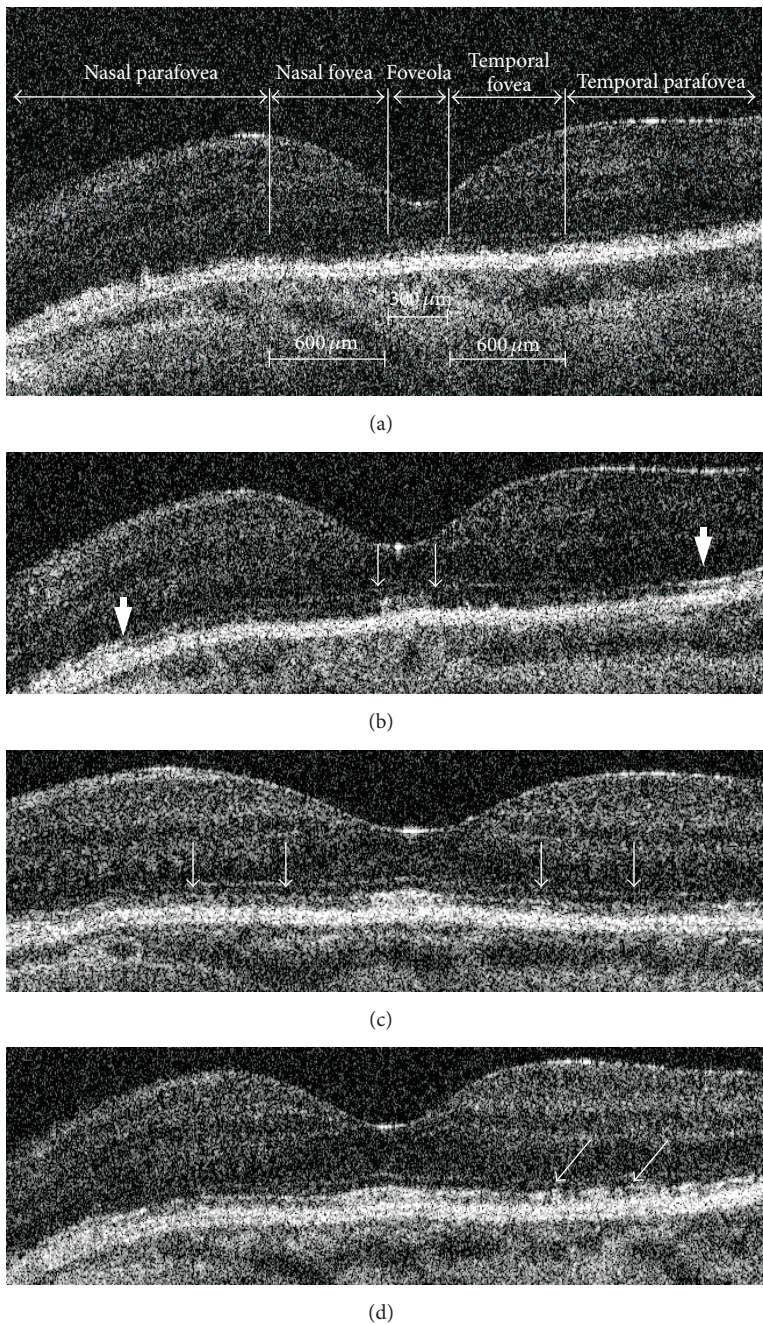 Nasal parafovea
Nasal fovea
Foveola
Temporal
fovea
Temporal parafovea
300 μm
600 μm
600 μm
(a)
(b)
(c)
(d)